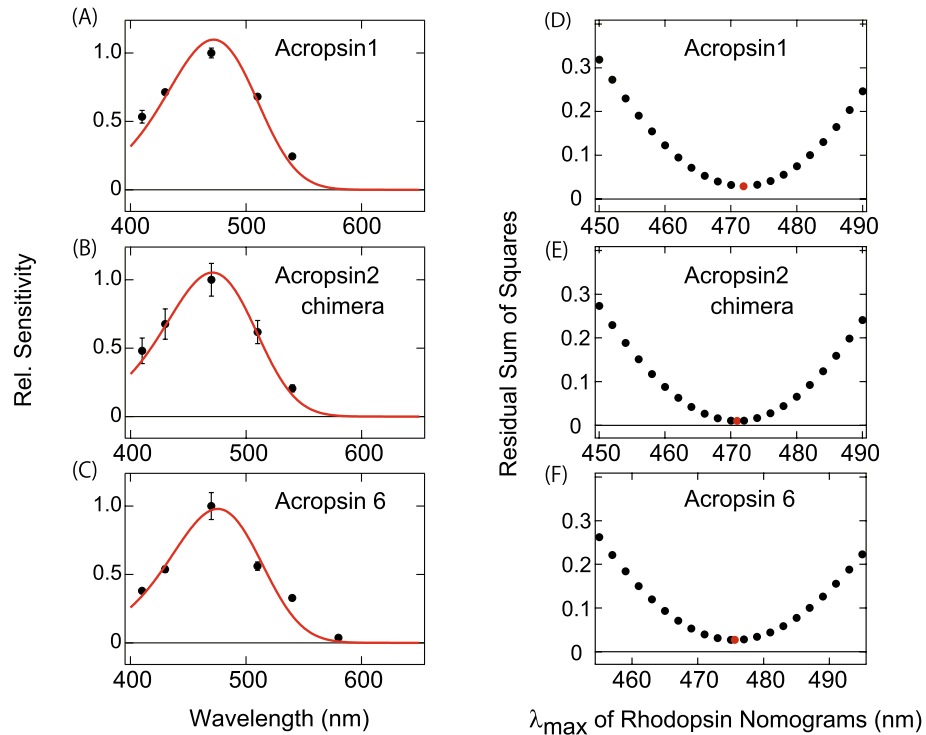 (A)
Acropsin1
1.0
0.5
0
400
500
600
(B)
Acropsin2
chimera
1.0
0.5
0
400
500
600
(C)
Acropsin 6
1.0
0.5
0
400
500
600
Rel. Sensitivity
Wavelength (nm)
(D)
Acropsin1
0.3
0.2
0.1
0
450
460
470
480
490
(E)
Acropsin2
chimera
0.3
0.2
0.1
0
450
460
470
480
490
(F)
Acropsin 6
0.3
0.2
0.1
0
460
470
480
490
Residual Sum of Squares
λmax of Rhodopsin Nomograms (nm)